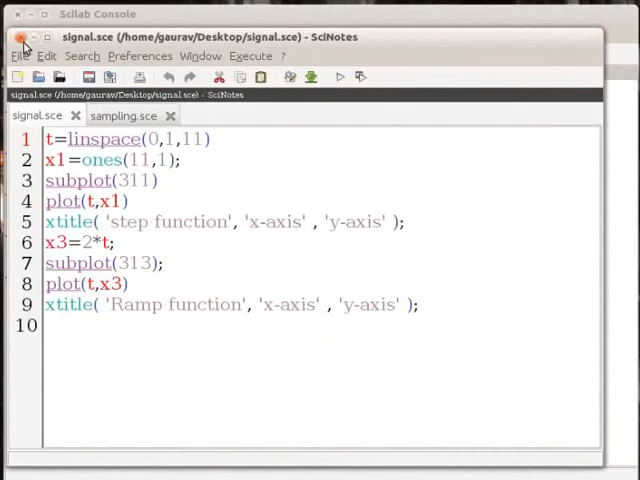 Scilab Console
signal.sce (/home/gaurav/Desktop/signal.sce) - SciNotes
File Edit Search Preferences Window Execute ?
signal.sce (/home/gaurav/Desktop/signal.sce) - SciNotes
signal.sce sampling.sce
1 t=linspace(0,1,11)
2 x1=ones(11,1);
3 subplot(311)
4 plot(t,x1)
5 xtitle( 'step function', 'x-axis' , 'y-axis' );
6 x3=2*t;
7 subplot(313);
8 plot(t,x3)
9 xtitle( 'Ramp function', 'x-axis' , 'y-axis' );
10